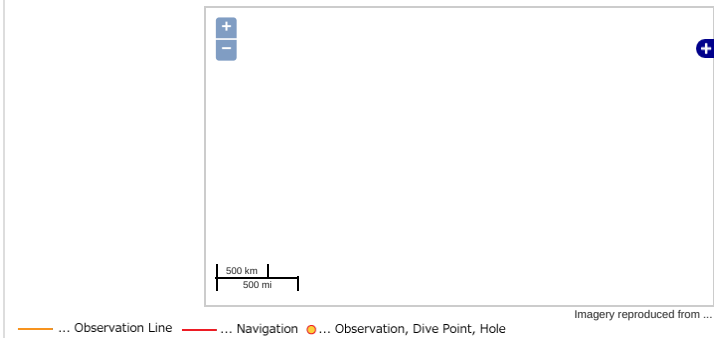 +
−
+
500 km
500 mi
Imagery reproduced from ...
... Observation Line ... Navigation ... Observation, Dive Point, Hole